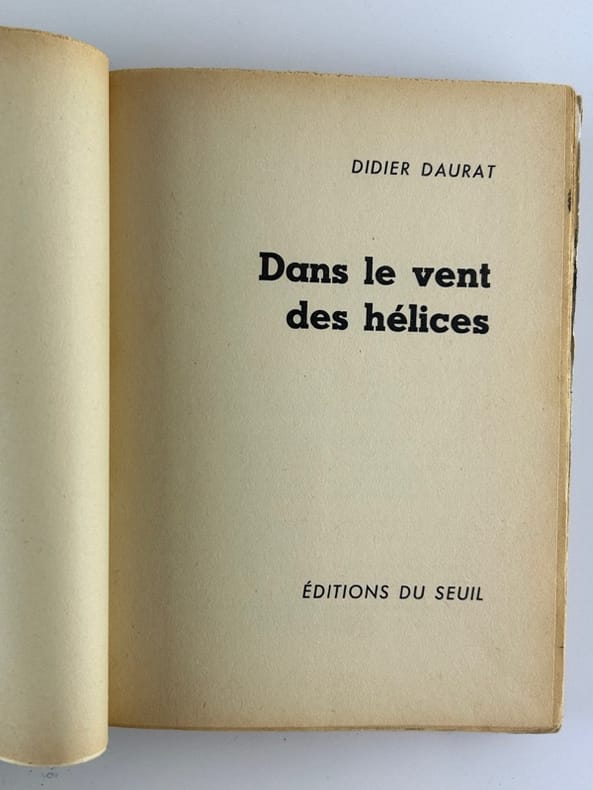 DIDIER DAURAT
Dans le vent
des hélices
ÉDITIONS DU SEUIL